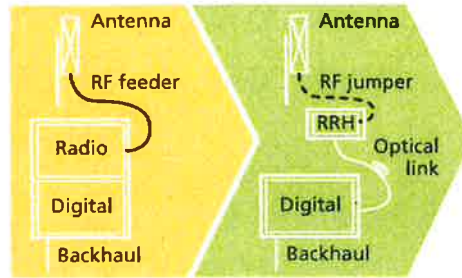 Antenna
RF feeder
Radio
Digital
Backhaul
Antenna
RF jumper
RRH
Optical
link
Digital
Backhaul